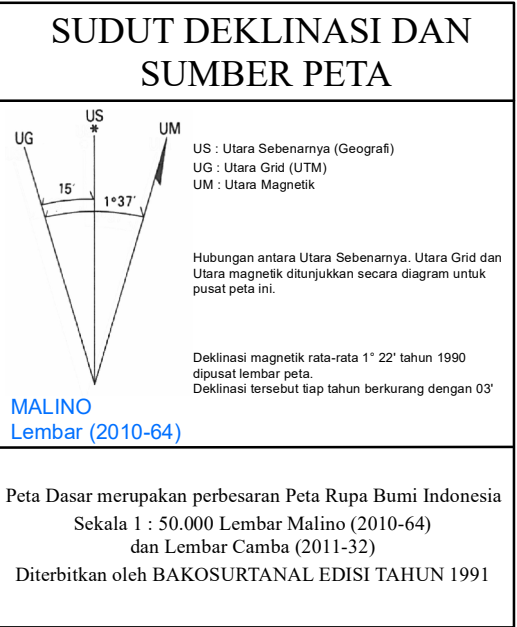 SUDUT DEKLINASI DAN
SUMBER PETA
US
*
UG
UM
15'
1°37'
US : Utara Sebenarnya (Geografi)
UG : Utara Grid (UTM)
UM : Utara Magnetik
Hubungan antara Utara Sebenarnya. Utara Grid dan
Utara magnetik ditunjukkan secara diagram untuk
pusat peta ini.
Deklinasi magnetik rata-rata 1° 22' tahun 1990
dipusat lembar peta.
Deklinasi tersebut tiap tahun berkurang dengan 03'
MALINO
Lembar (2010-64)
Peta Dasar merupakan perbesaran Peta Rupa Bumi Indonesia
Sekala 1 : 50.000 Lembar Malino (2010-64)
dan Lembar Camba (2011-32)
Diterbitkan oleh BAKOSURTANAL EDISI TAHUN 1991